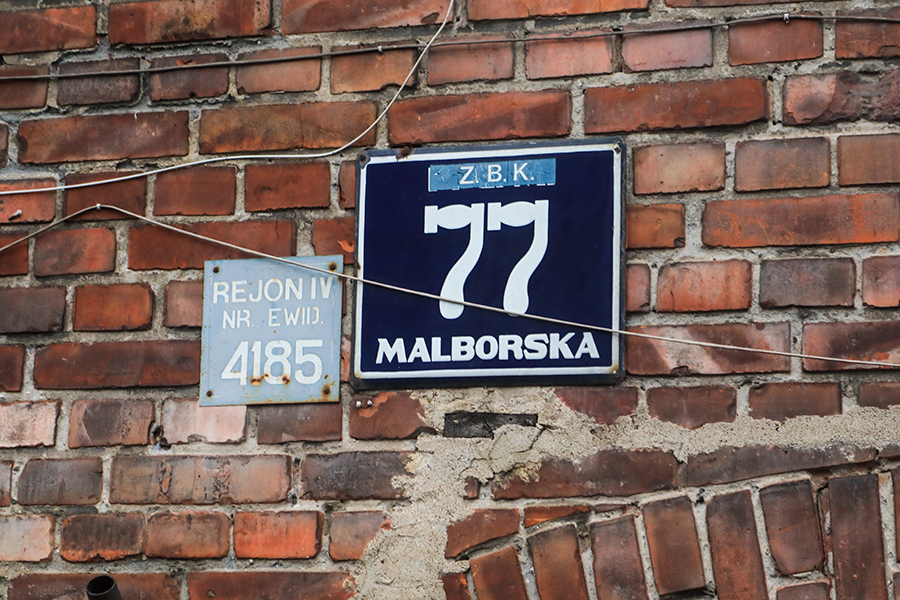 REJON IV
NR. EWID.
4185
Z.B.K.
77
MALBORSKA